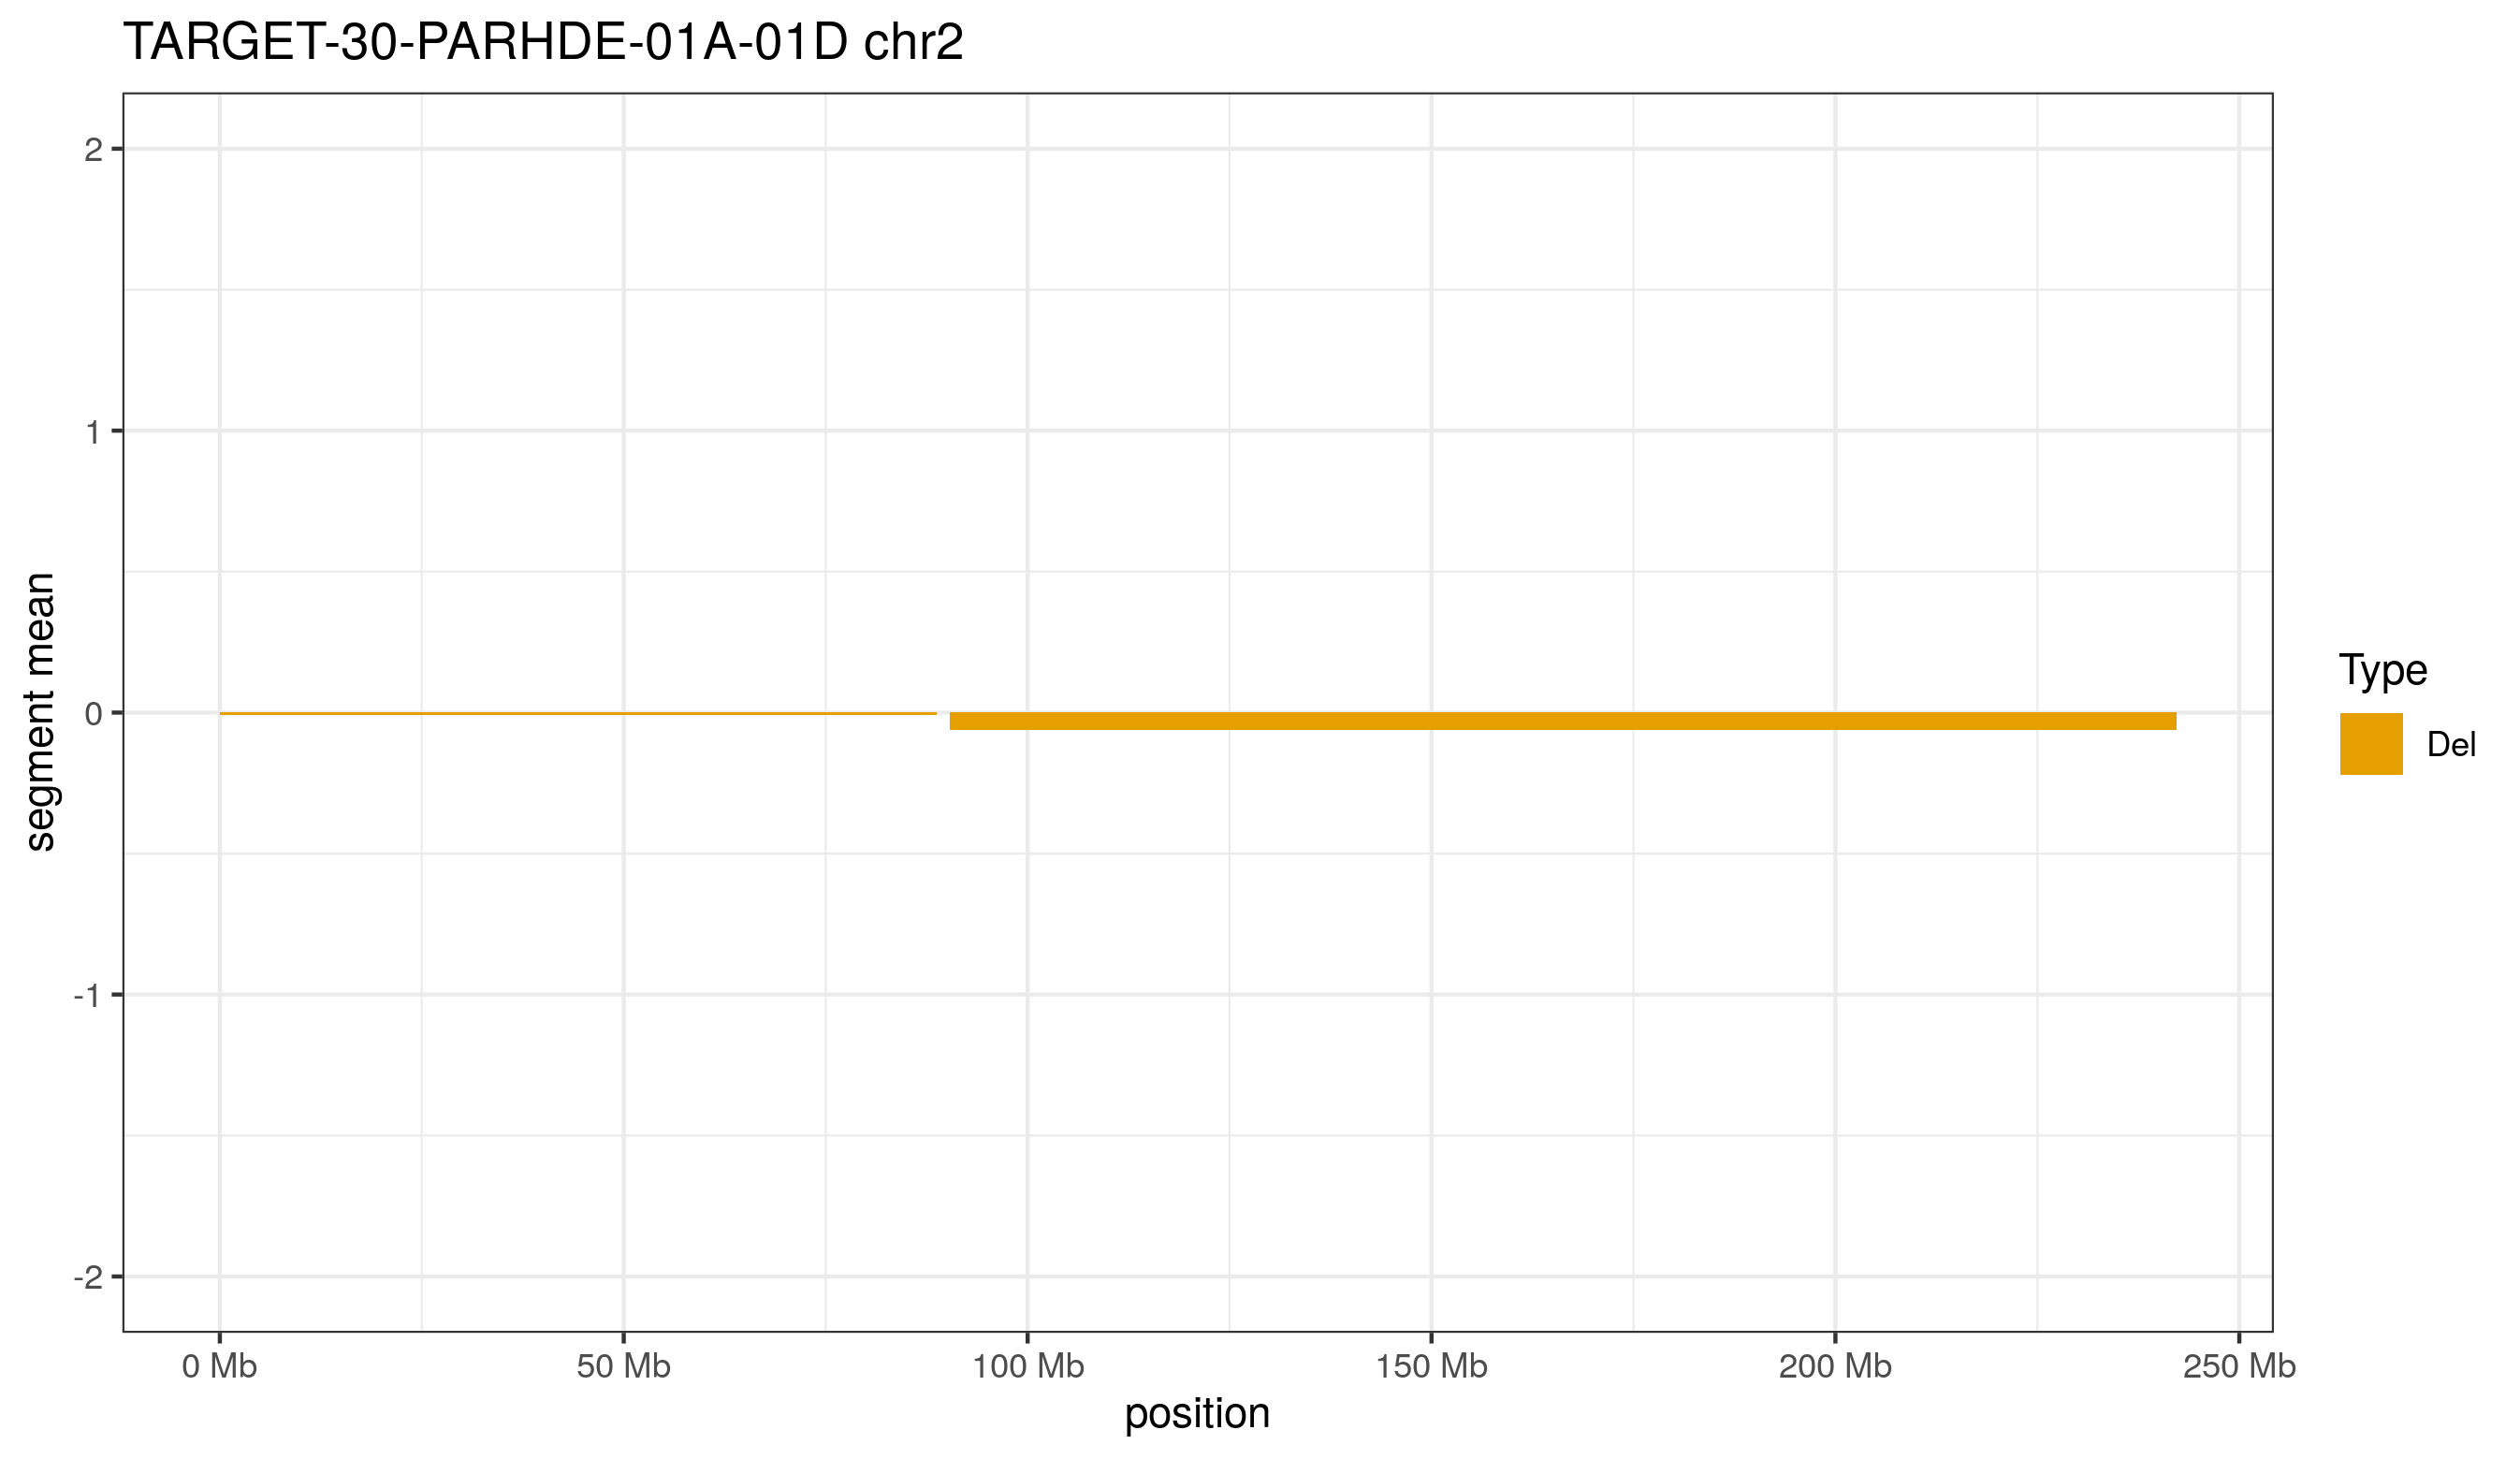 TARGET-30-PARHDE-01A-01D chr2
2
1
0
-1
-2
segment mean
0 Mb
50 Mb
100 Mb
150 Mb
200 Mb
250 Mb
position
Type
Del